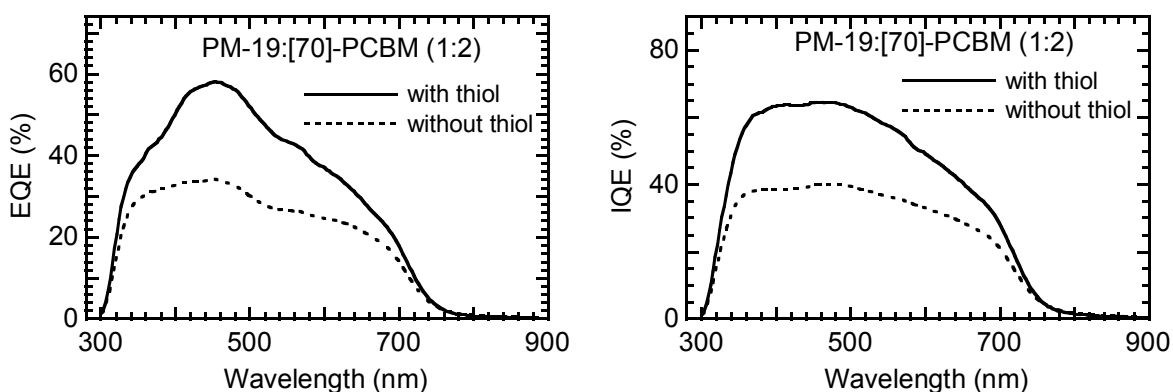 PM-19:[70]-PCBM (1:2)
with thiol
without thiol
EQE (%)
60
40
20
0
300
500
700
900
Wavelength (nm)
PM-19:[70]-PCBM (1:2)
with thiol
without thiol
IQE (%)
80
40
0
300
500
700
900
Wavelength (nm)